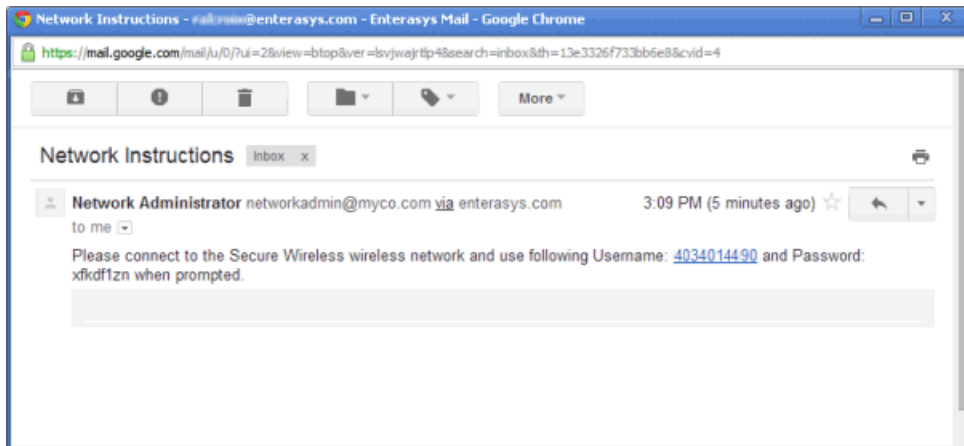 Network Instructions - @enterasys.com - Enterasys Mail - Google Chrome
https://mail.google.com/mail/u/0/?ui=2&view=btop&ver=lsvjwajrtlp4&search=inbox&th=13e3326f733bb6e8&cvid=4
More
Network Instructions Inbox x
Network Administrator networkadmin@myco.com via enterasys.com 3:09 PM (5 minutes ago)
to me
Please connect to the Secure Wireless wireless network and use following Username: 4034014490 and Password:
xfkdf1zn when prompted.